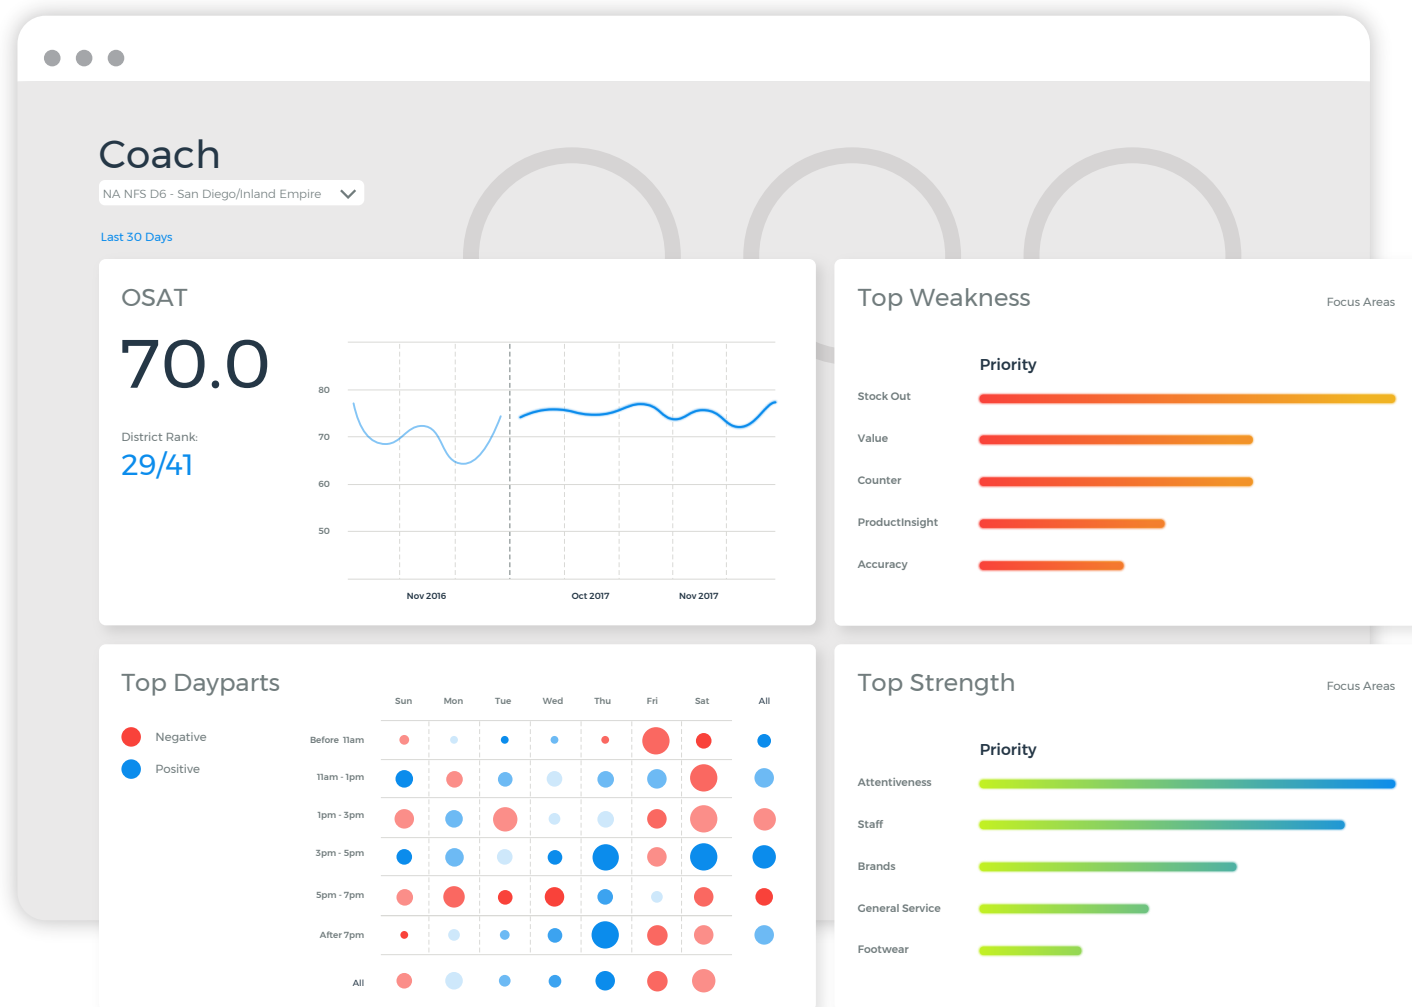 Coach
NA NFS D6 - San Diego/Inland Empire
Last 30 Days
OSAT
70.0
District Rank:
29/41
80
70
60
50
Nov 2016 Oct 2017 Nov 2017
Top Weakness
Focus Areas
Priority
Stock Out
Value
Counter
ProductInsight
Accuracy
Top Dayparts
Negative
Positive
Sun Mon Tue Wed Thu Fri Sat All
Before 11am
11am - 1pm
1pm - 3pm
3pm - 5pm
5pm - 7pm
After 7pm
All
Top Strength
Focus Areas
Priority
Attentiveness
Staff
Brands
General Service
Footwear